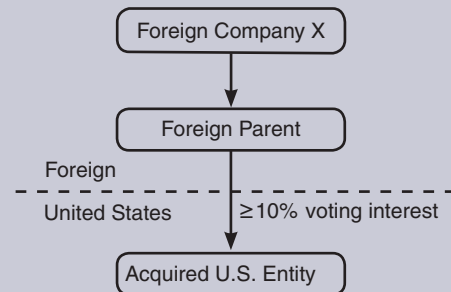 Foreign Company X
Foreign Parent
Foreign
United States
≥10% voting interest
Acquired U.S. Entity